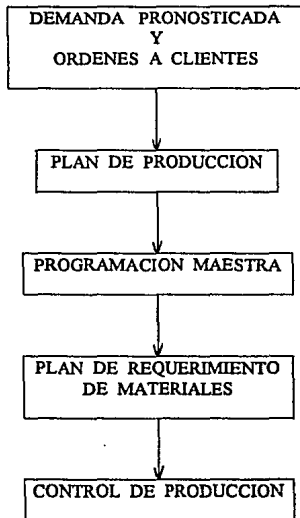 DEMANDA PRONOSTICADA
Y
ORDENES A CLIENTES
PLAN DE PRODUCCION
PROGRAMACION MAESTRA
PLAN DE REQUERIMIENTO
DE MATERIALES
CONTROL DE PRODUCCION